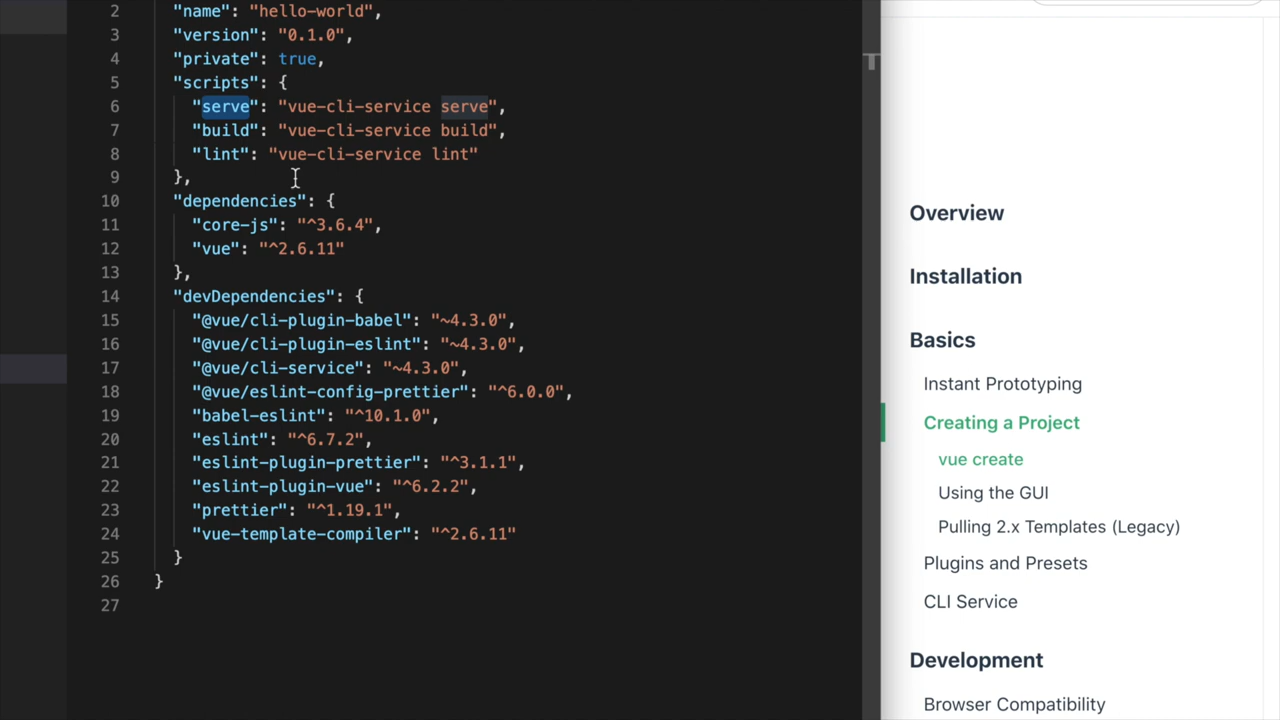 2 "name": "hello-world",
3 "version": "0.1.0",
4 "private": true,
5 "scripts": {
6 "serve": "vue-cli-service serve",
7 "build": "vue-cli-service build",
8 "lint": "vue-cli-service lint"
9 },
10 "dependencies": {
11 "core-js": "^3.6.4",
12 "vue": "^2.6.11"
13 },
14 "devDependencies": {
15 "@vue/cli-plugin-babel": "~4.3.0",
16 "@vue/cli-plugin-eslint": "~4.3.0",
17 "@vue/cli-service": "~4.3.0",
18 "@vue/eslint-config-prettier": "^6.0.0",
19 "babel-eslint": "^10.1.0",
20 "eslint": "^6.7.2",
21 "eslint-plugin-prettier": "^3.1.1",
22 "eslint-plugin-vue": "^6.2.2",
23 "prettier": "^1.19.1",
24 "vue-template-compiler": "^2.6.11"
25 }
26 }
27
Overview
Installation
Basics
Instant Prototyping
Creating a Project
vue create
Using the GUI
Pulling 2.x Templates (Legacy)
Plugins and Presets
CLI Service
Development
Browser Compatibility